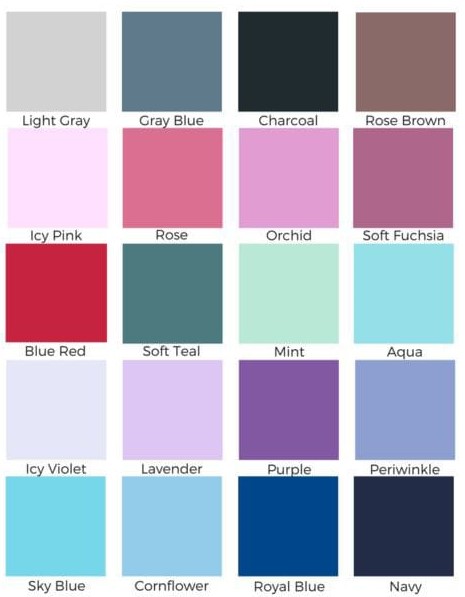 Light Gray
Gray Blue
Charcoal
Rose Brown
Icy Pink
Rose
Orchid
Soft Fuchsia
Blue Red
Soft Teal
Mint
Aqua
Icy Violet
Lavender
Purple
Periwinkle
Sky Blue
Cornflower
Royal Blue
Navy